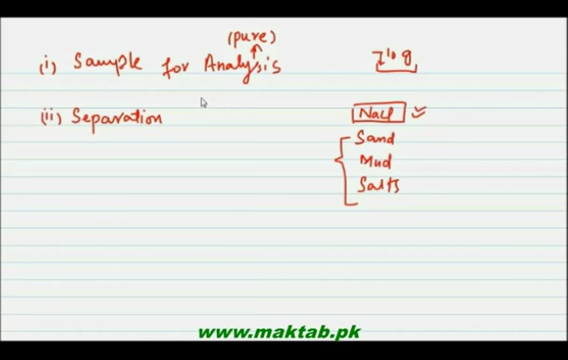 (pure)
(i) Sample for Analysis
(ii) Separation
NaCl
Sand
Mud
Salts
www.maktab.pk